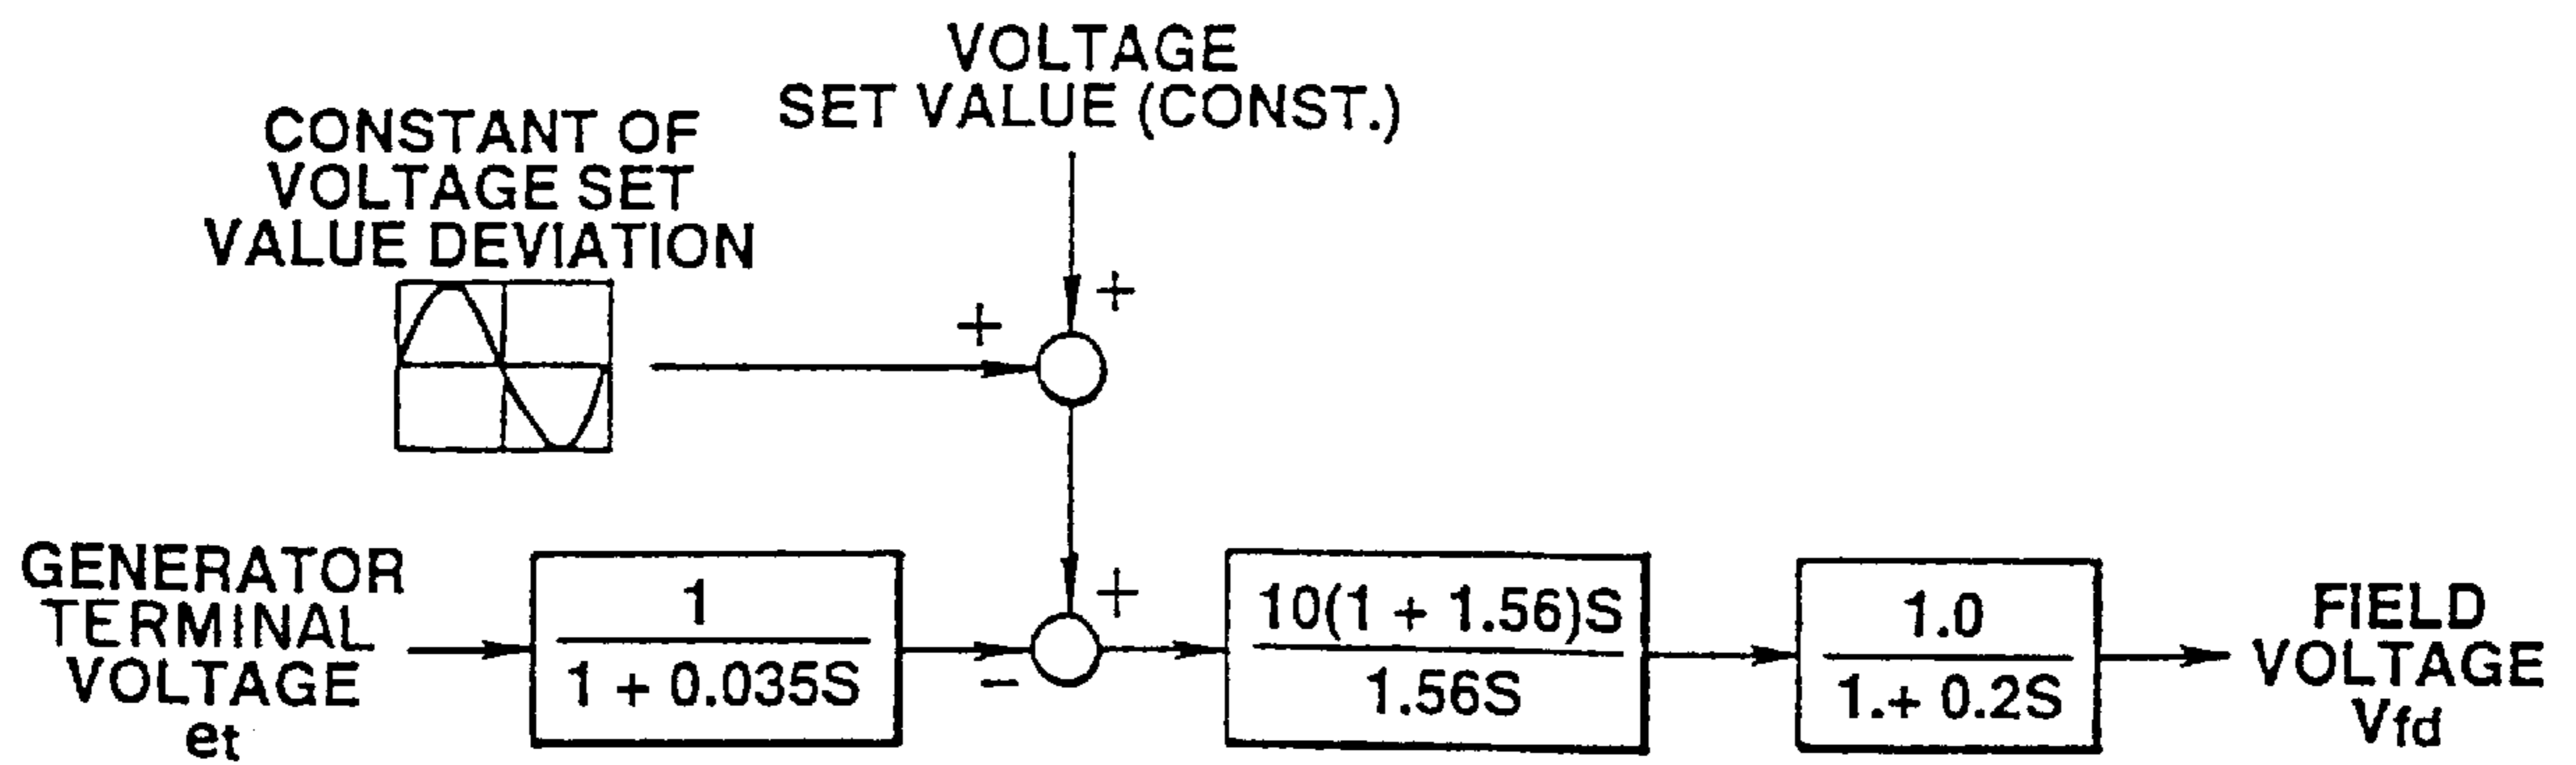 VOLTAGE
SET VALUE (CONST.)
CONSTANT OF
VOLTAGE SET
VALUE DEVIATION
+
+
GENERATOR
TERMINAL
VOLTAGE
et
1
1 + 0.035S
−
+
10(1 + 1.56)S
1.56S
1.0
1.+ 0.2S
FIELD
VOLTAGE
Vfd